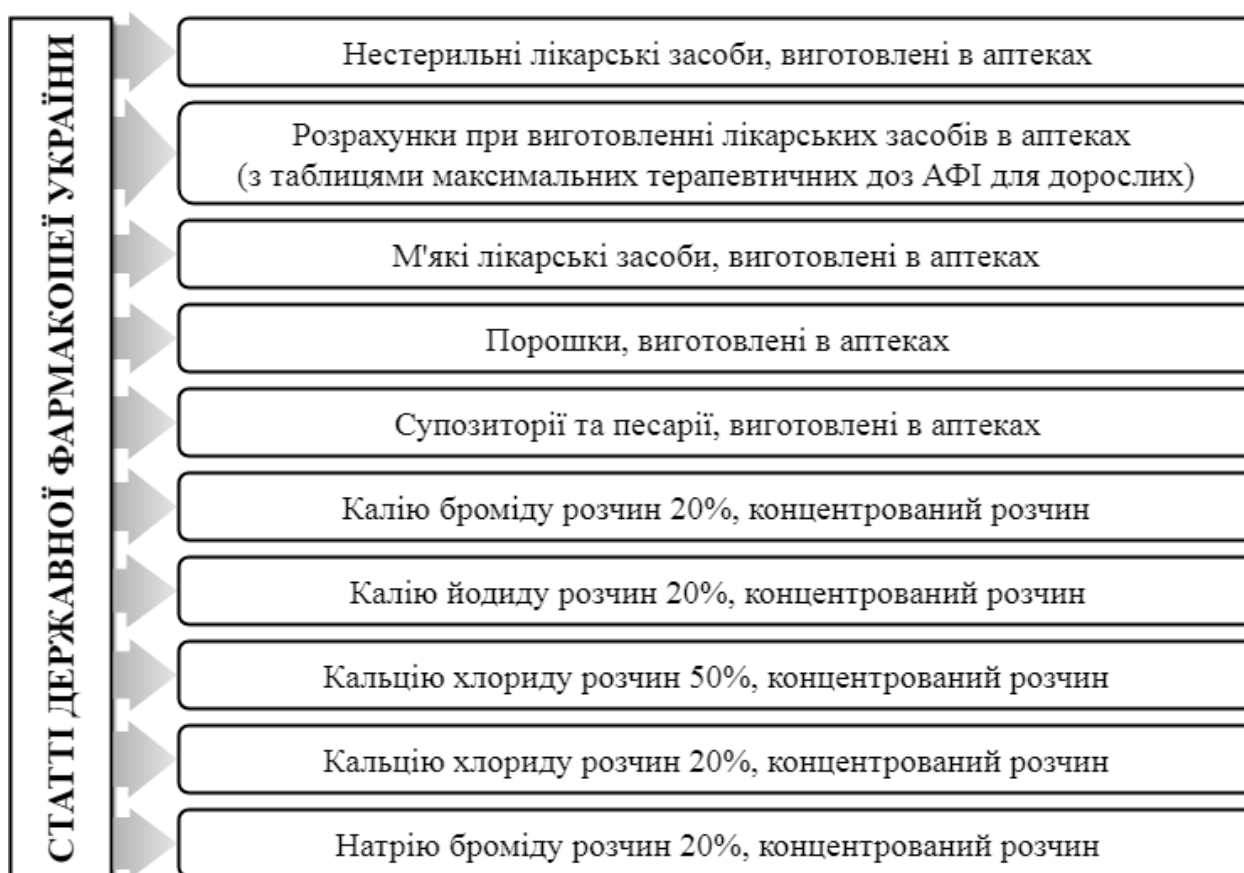 СТАТТІ ДЕРЖАВНОЇ ФАРМАКОПЕЇ УКРАЇНИ
Нестерильні лікарські засоби, виготовлені в аптеках
Розрахунки при виготовленні лікарських засобів в аптеках
(з таблицями максимальних терапевтичних доз АФІ для дорослих)
М'які лікарські засоби, виготовлені в аптеках
Порошки, виготовлені в аптеках
Супозиторії та песарії, виготовлені в аптеках
Калію броміду розчин 20%, концентрований розчин
Калію йодиду розчин 20%, концентрований розчин
Кальцію хлориду розчин 50%, концентрований розчин
Кальцію хлориду розчин 20%, концентрований розчин
Натрію броміду розчин 20%, концентрований розчин